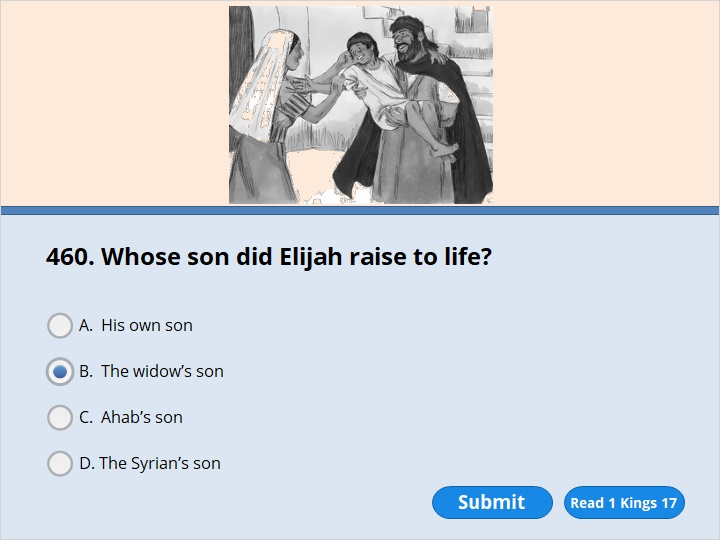 460. Whose son did Elijah raise to life?
A. His own son
B. The widow’s son
C. Ahab’s son
D. The Syrian’s son
Submit
Read 1 Kings 17